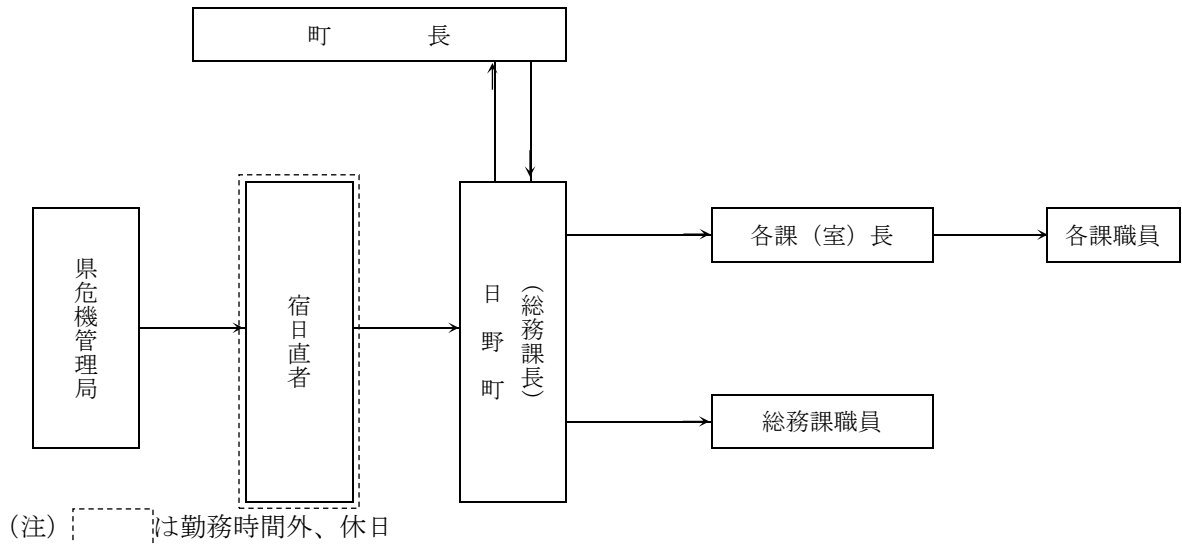 町　　　長
県危機管理局
宿日直者
日野町
（総務課長）
各課（室）長
各課職員
総務課職員
（注）　　　は勤務時間外、休日